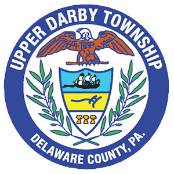 UPPER DARBY TOWNSHIP
DELAWARE COUNTY, PA.